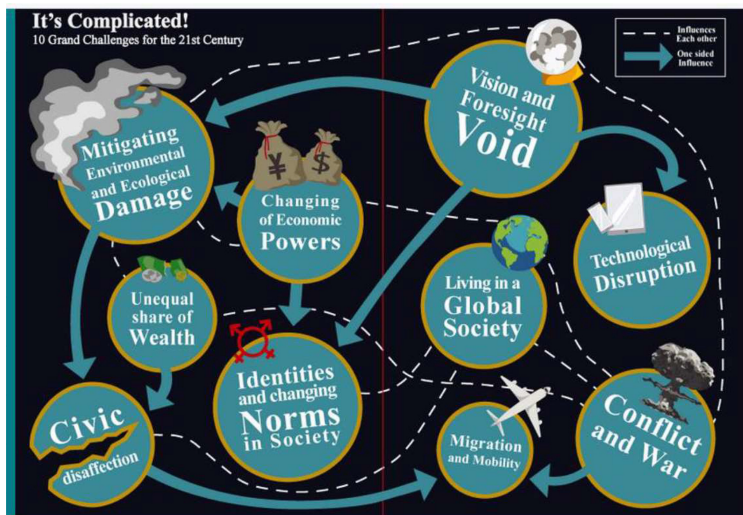 It's Complicated!
10 Grand Challenges for the 21st Century
Influences
Each other
One sided
Influence
Mitigating
Environmental
and Ecological
Damage
Vision and
Foresight
Void
¥
$
Changing
of Economic
Powers
Technological
Disruption
Living in a
Global
Society
Unequal
share of
Wealth
Identities
and changing
Norms
in Society
Civic
disaffection
Migration
and Mobility
Conflict
and War